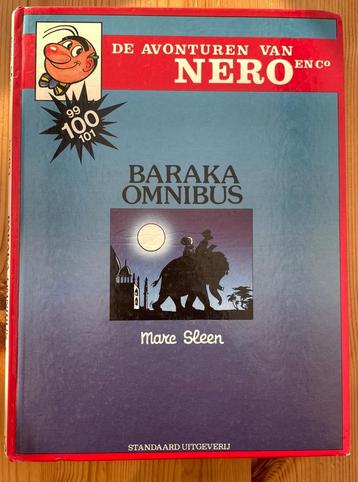 DE AVONTUREN VAN
NERO EN Co
99
100
101
BARAKA
OMNIBUS
Marc Sleen
STANDAARD UITGEVERIJ